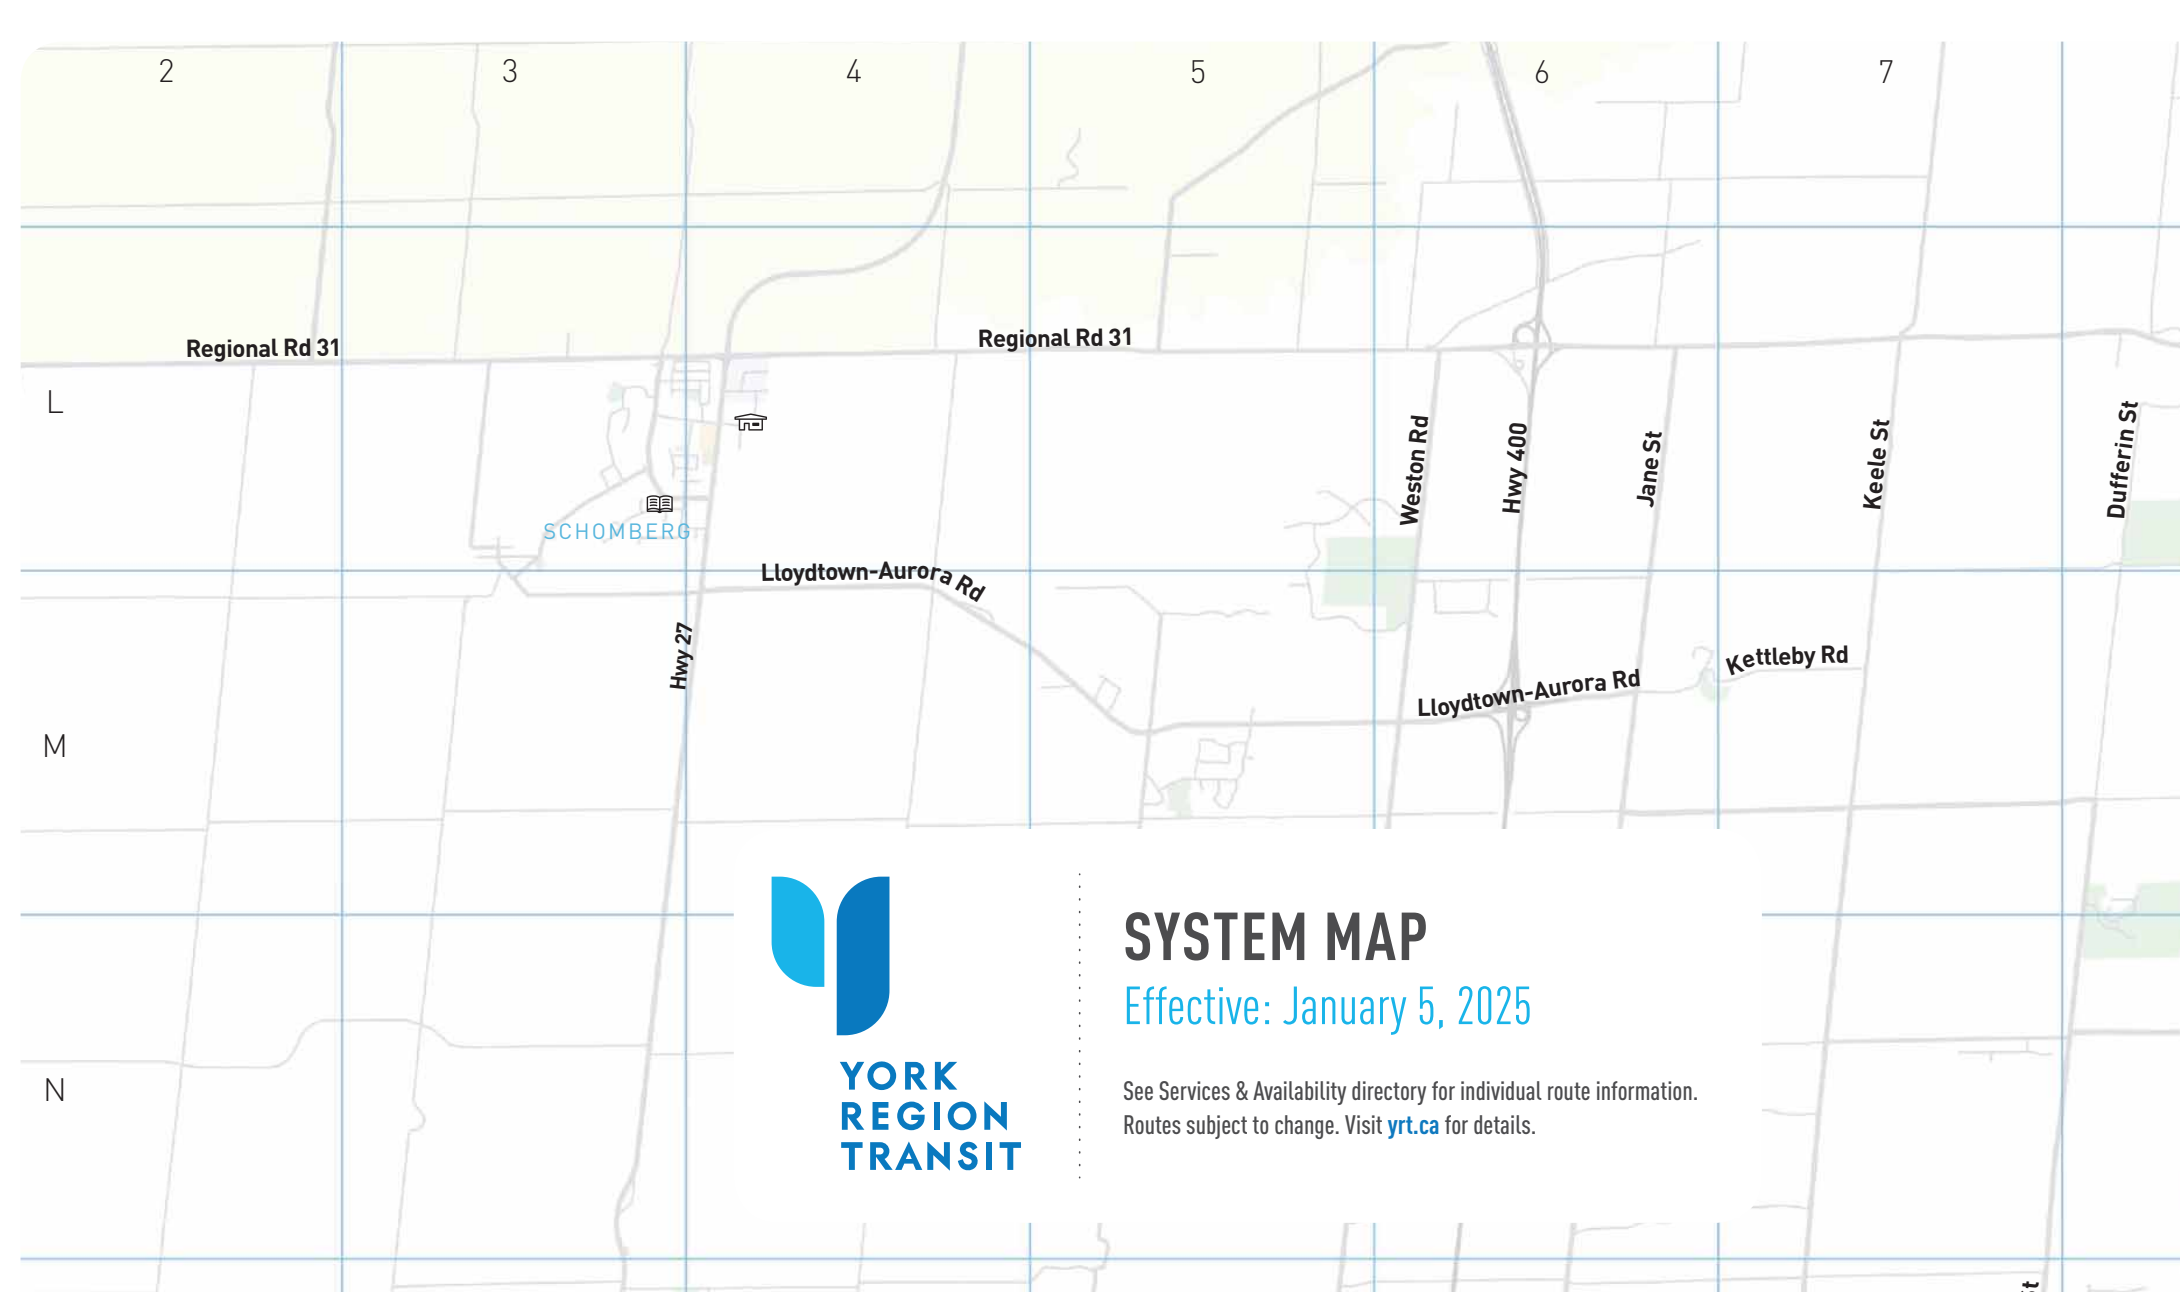 2 3 4 5 6 7
Regional Rd 31
Regional Rd 31
L
Weston Rd
Hwy 400
Jane St
Keele St
Dufferin St
SCHOMBERG
Lloydtown-Aurora Rd
Hwy 27
Kettleby Rd
Lloydtown-Aurora Rd
M
SYSTEM MAP
Effective: January 5, 2025
YORK
REGION
TRANSIT
See Services & Availability directory for individual route information.
Routes subject to change. Visit yrt.ca for details.
N